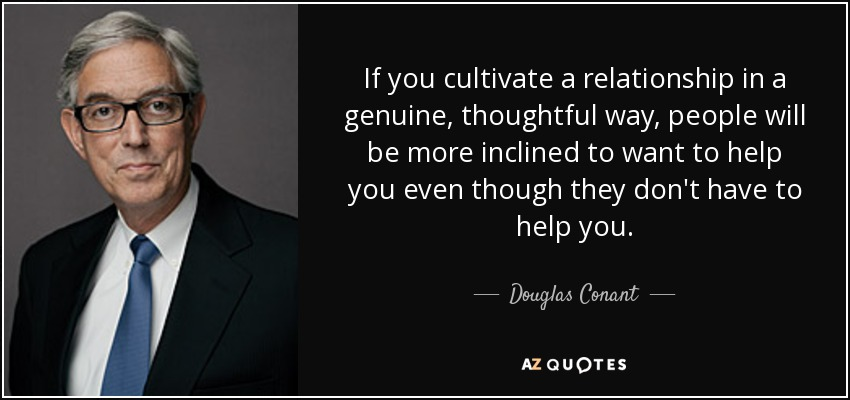 If you cultivate a relationship in a
genuine, thoughtful way, people will
be more inclined to want to help
you even though they don't have to
help you.
Douglas Conant
AZ QUOTES